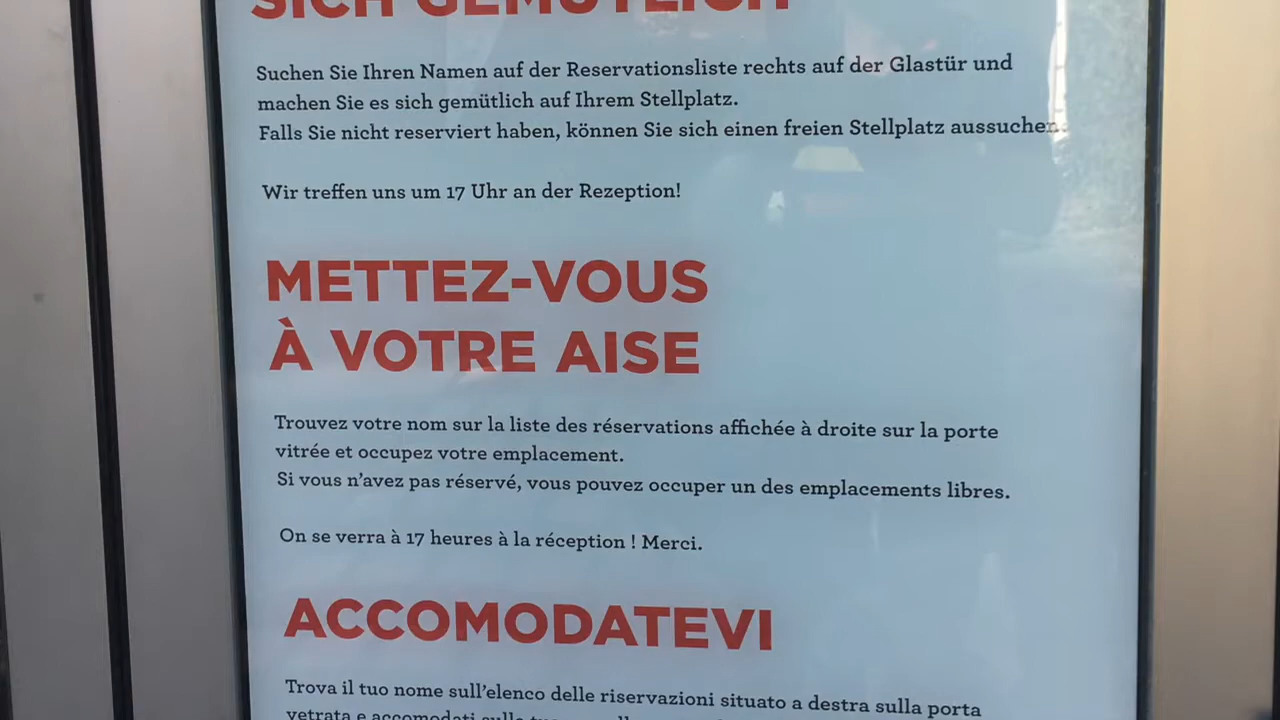 SICH GEMÜTLICH
Suchen Sie Ihren Namen auf der Reservationsliste rechts auf der Glastür und
machen Sie es sich gemütlich auf Ihrem Stellplatz.
Falls Sie nicht reserviert haben, können Sie sich einen freien Stellplatz aussuchen.
Wir treffen uns um 17 Uhr an der Rezeption!
METTEZ-VOUS
À VOTRE AISE
Trouvez votre nom sur la liste des réservations affichée à droite sur la porte
vitrée et occupez votre emplacement.
Si vous n’avez pas réservé, vous pouvez occuper un des emplacements libres.
On se verra à 17 heures à la réception ! Merci.
ACCOMODATEVI
Trova il tuo nome sull’elenco delle riservazioni situato a destra sulla porta
vetrata e accomodati